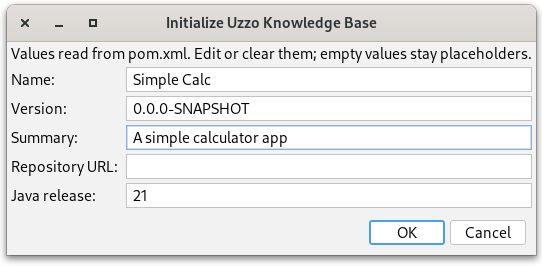 Initialize Uzzo Knowledge Base
Values read from pom.xml. Edit or clear them; empty values stay placeholders.
Name: Simple Calc
Version: 0.0.0-SNAPSHOT
Summary: A simple calculator app
Repository URL:
Java release: 21
OK Cancel